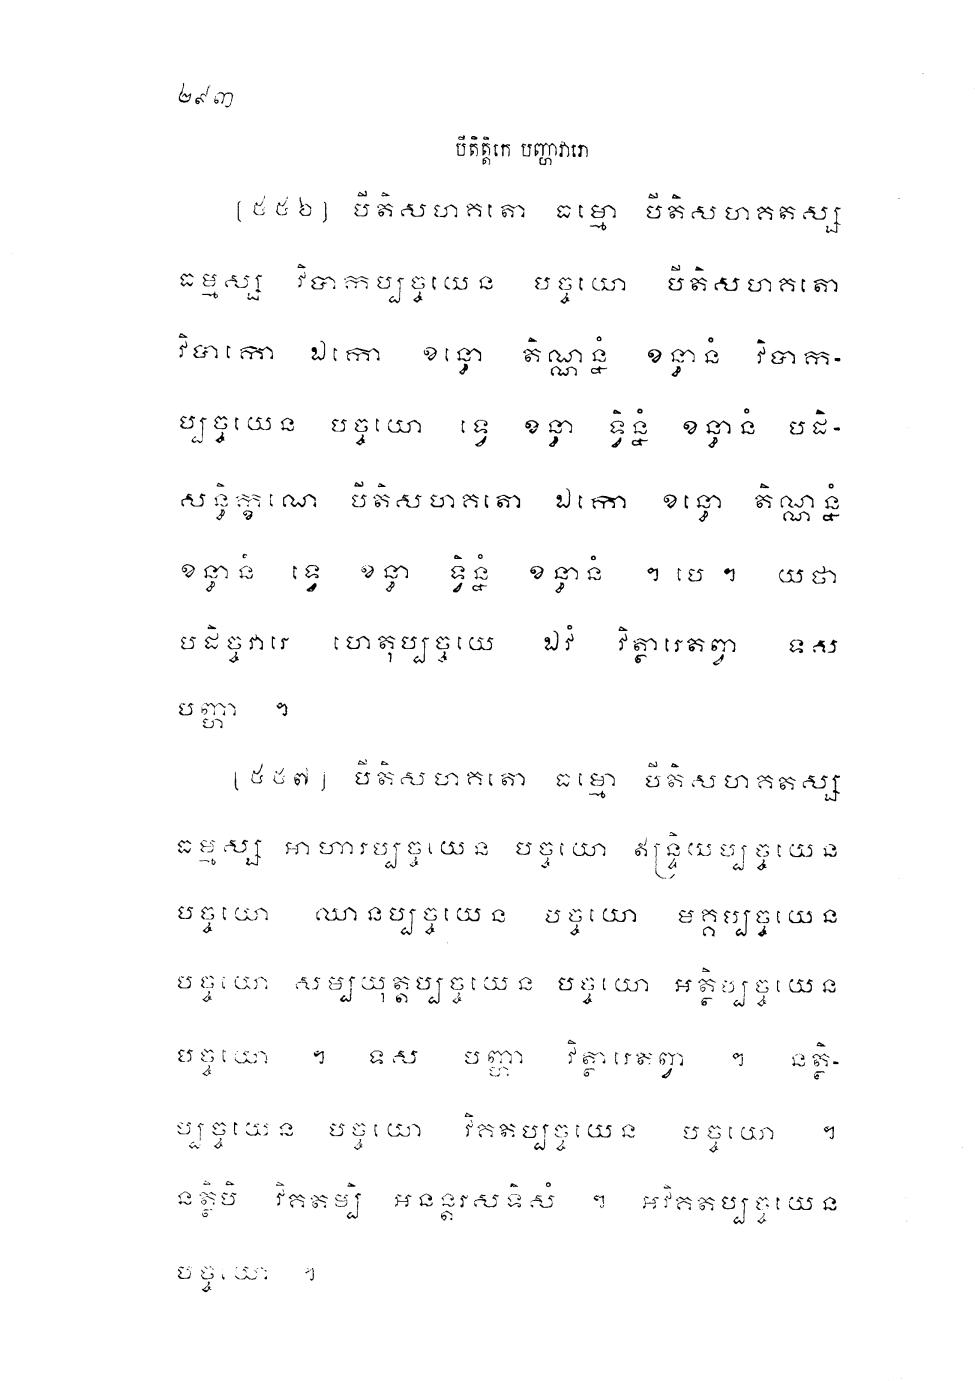 ២៩៣
បីតិត្តិកេ បញ្ហាវារោ
[៥៥៦] បីតិសហកតោ ធម្មោ បីតិសហកតស្ស
ធម្មស្ស វិបាកប្បច្ចយេន បច្ចយោ បីតិសហកតោ
វិបាកោ ឯកោ ខន្ធោ តិណ្ណន្នំ ខន្ធានំ វិបាក-
ប្បច្ចយេន បច្ចយោ ទ្វេ ខន្ធា ទ្វិន្នំ ខន្ធានំ បដិ-
សន្ធិក្ខណេ បីតិសហកតោ ឯកោ ខន្ធោ តិណ្ណន្នំ
ខន្ធានំ ទ្វេ ខន្ធា ទ្វិន្នំ ខន្ធានំ ។ បេ ។ យថា
បដិច្ចវារេ ហេតុប្បច្ចយេ ឯវំ វិត្ថារេតព្វា ទស
បញ្ហា ។
[៥៥៧] បីតិសហកតោ ធម្មោ បីតិសហកតស្ស
ធម្មស្ស អាហារប្បច្ចយេន បច្ចយោ ឥន្ទ្រិយប្បច្ចយេន
បច្ចយោ ឈានប្បច្ចយេន បច្ចយោ មគ្គប្បច្ចយេន
បច្ចយោ សម្បយុត្តប្បច្ចយេន បច្ចយោ អត្ថិប្បច្ចយេន
បច្ចយោ ។ ទស បញ្ហា វិត្ថារេតព្វា ។ នត្ថិ-
ប្បច្ចយេន បច្ចយោ វិគតប្បច្ចយេន បច្ចយោ ។
នត្ថិបិ វិគតម្បិ អនន្តរសទិសំ ។ អវិគតប្បច្ចយេន
បច្ចយោ ។